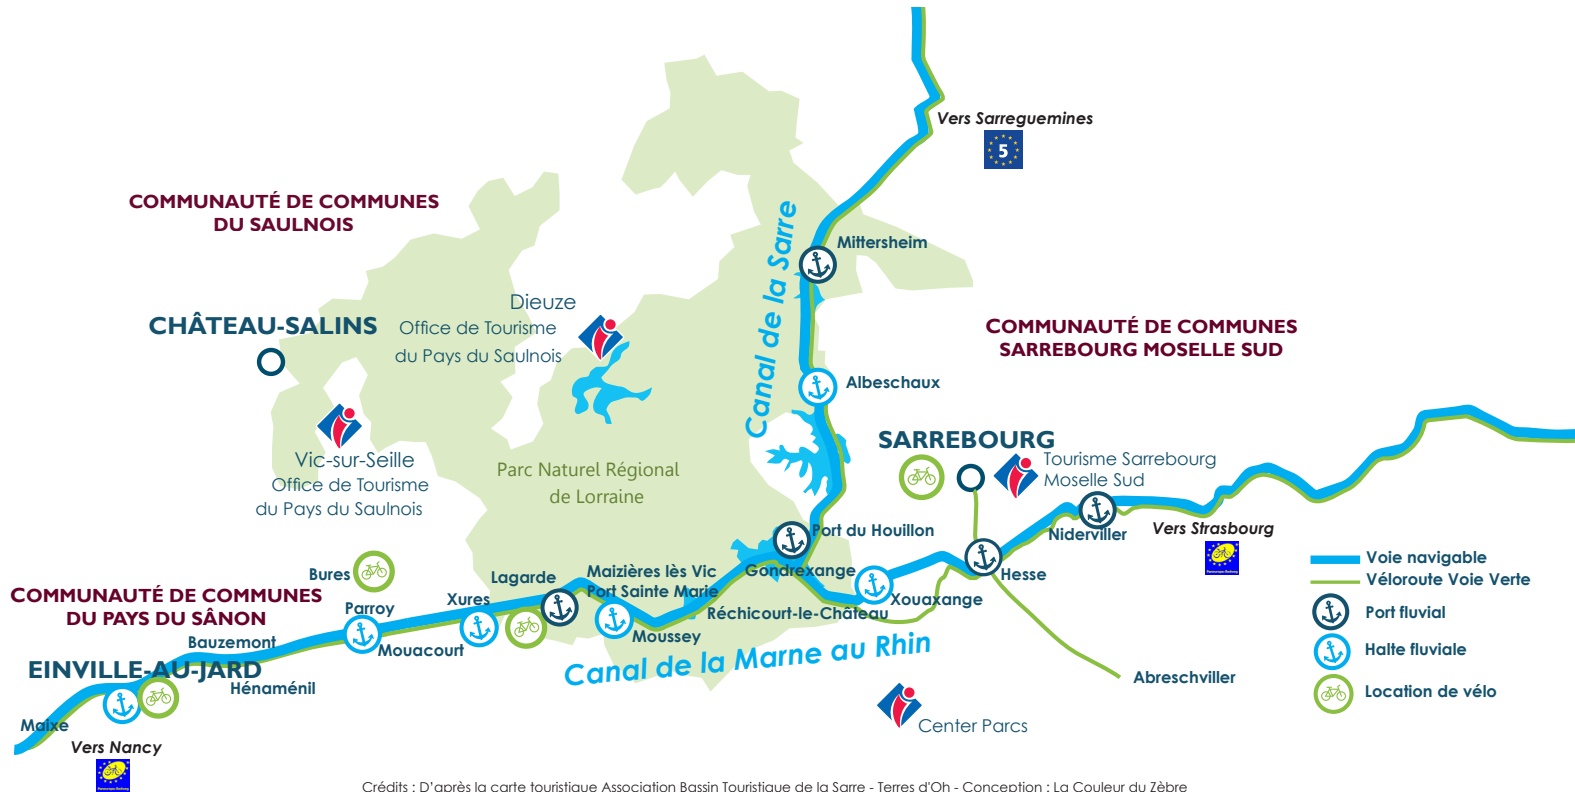 Vers Sarreguemines
5
COMMUNAUTÉ DE COMMUNES
DU SAULNOIS
Canal de la Sarre
Mittersheim
Dieuze
Office de Tourisme
du Pays du Saulnois
CHÂTEAU-SALINS
COMMUNAUTÉ DE COMMUNES
SARREBOURG MOSELLE SUD
Albeschaux
SARREBOURG
Tourisme Sarrebourg
Moselle Sud
Vic-sur-Seille
Office de Tourisme
du Pays du Saulnois
Parc Naturel Régional
de Lorraine
Niderviller
Vers Strasbourg
Port du Houillon
Gondrexange
Hesse
Xouaxange
Bures
Lagarde
Maizières lès Vic
Port Sainte Marie
Réchicourt-le-Château
Moussey
COMMUNAUTÉ DE COMMUNES
DU PAYS DU SÂNON
Parroy
Xures
Mouacourt
Bauzemont
EINVILLE-AU-JARD
Hénaménil
Canal de la Marne au Rhin
Abreschviller
Maixe
Vers Nancy
Center Parcs
Voie navigable
Véloroute Voie Verte
Port fluvial
Halte fluviale
Location de vélo
Crédits : D'après la carte touristique Association Bassin Touristique de la Sarre - Terres d'Oh - Conception : La Couleur du Zèbre